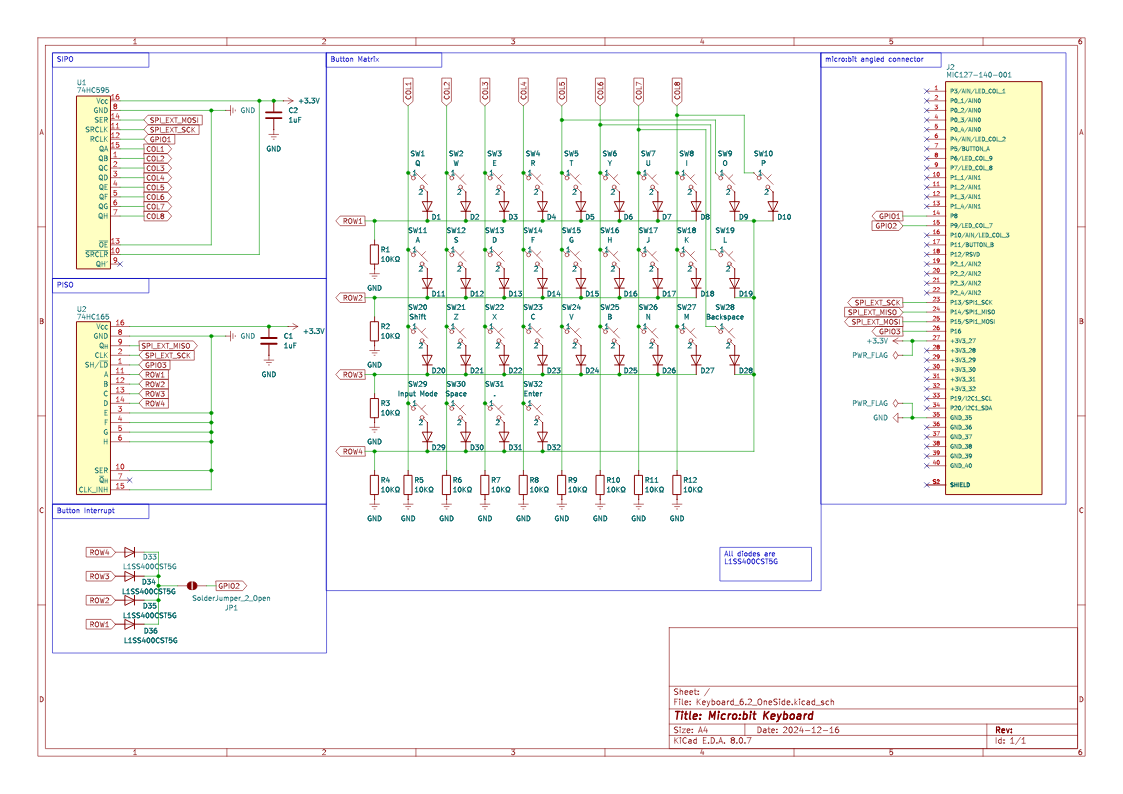 1 2 3 4 5 6
SIPO
U1
74HC595
Vcc 16
+3.3V
GND 8
GND
C2
1uF
GND
SER 14 SPI_EXT_MOSI
SRCLK 11 SPI_EXT_SCK
RCLK 12 GPIO1
QA 15 COL1
QB 1 COL2
QC 2 COL3
QD 3 COL4
QE 4 COL5
QF 5 COL6
QG 6 COL7
QH 7 COL8
OE 13
SRCLR 10
QH' 9
PISO
U2
74HC165
Vcc 16
+3.3V
GND 8
GND
C1
1uF
GND
QH 9 SPI_EXT_MISO
CLK 2 SPI_EXT_SCK
SH/LD 1 GPIO3
A 11 ROW1
B 12 ROW2
C 13 ROW3
D 14 ROW4
E 3
F 4
G 5
H 6
SER 10
QH 7
CLK_INH 15
Button Interrupt
ROW4
D33
L1SS400CST5G
ROW3
D34
L1SS400CST5G
ROW2
D35
L1SS400CST5G
ROW1
D36
L1SS400CST5G
GPIO2
SolderJumper_2_Open
JP1
Button Matrix
COL1 COL2 COL3 COL4 COL5 COL6 COL7 COL8
SW1 SW2 SW3 SW4 SW5 SW6 SW7 SW8 SW9 SW10
Q W E R T Y U I O P
D1 D2 D3 D4 D5 D6 D7 D8 D9 D10
ROW1
SW11 SW12 SW13 SW14 SW15 SW16 SW17 SW18 SW19
A S D F G H J K L
R1
10KΩ
GND
D11 D12 D13 D14 D15 D16 D17 D18 D19
ROW2
SW20 SW21 SW22 SW23 SW24 SW25 SW26 SW27 SW28
Shift Z X C V B N M Backspace
R2
10KΩ
GND
D20 D21 D22 D23 D24 D25 D26 D27 D28
ROW3
SW29 SW30 SW31 SW32
Input Mode Space . Enter
R3
10KΩ
GND
D29 D30 D31 D32
ROW4
R4 R5 R6 R7 R8 R9 R10 R11 R12
10KΩ 10KΩ 10KΩ 10KΩ 10KΩ 10KΩ 10KΩ 10KΩ 10KΩ
GND GND GND GND GND GND GND GND GND
All diodes are
L1SS400CST5G
micro:bit angled connector
J2
MIC127-140-001
1 P3/AIN/LED_COL_1
2 P0_1/AIN0
3 P0_2/AIN0
4 P0_3/AIN0
5 P0_4/AIN0
6 P4/AIN/LED_COL_2
7 P5/BUTTON_A
8 P6/LED_COL_9
9 P7/LED_COL_8
10 P1_1/AIN1
11 P1_2/AIN1
12 P1_3/AIN1
13 P1_4/AIN1
GPIO1 14 P8
GPIO2 15 P9/LED_COL_7
16 P10/AIN/LED_COL_3
17 P11/BUTTON_B
18 P12/RSVD
19 P2_1/AIN2
20 P2_2/AIN2
21 P2_3/AIN2
22 P2_4/AIN2
SPI_EXT_SCK 23 P13/SPI1_SCK
SPI_EXT_MISO 24 P14/SPI1_MISO
SPI_EXT_MOSI 25 P15/SPI1_MOSI
GPIO3 26 P16
+3.3V 27 +3V3_27
28 +3V3_28
PWR_FLAG 29 +3V3_29
30 +3V3_30
31 +3V3_31
32 +3V3_32
33 P19/I2C1_SCL
PWR_FLAG 34 P20/I2C1_SDA
GND 35 GND_35
36 GND_36
37 GND_37
38 GND_38
39 GND_39
40 GND_40
S2 SHIELD
A B C D
Sheet: /
File: Keyboard_6.2_OneSide.kicad_sch
Title: Micro:bit Keyboard
Size: A4 Date: 2024-12-16 Rev:
KiCad E.D.A. 8.0.7 Id: 1/1
1 2 3 4 5 6